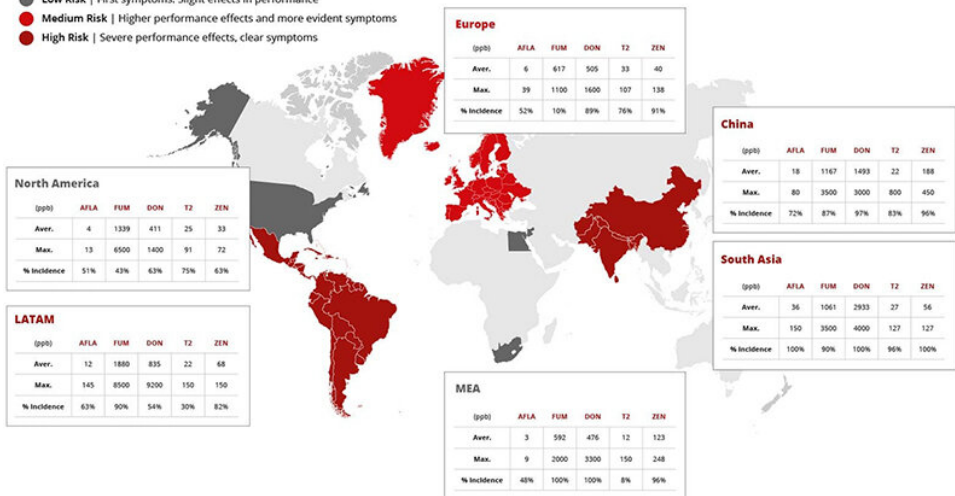 Low Risk | First symptoms. Slight effects in performance
Medium Risk | Higher performance effects and more evident symptoms
High Risk | Severe performance effects, clear symptoms
Europe
(ppb) AFLA FUM DON T2 ZEN
Aver. 6 617 505 33 40
Max. 39 1100 1600 107 138
% Incidence 52% 10% 89% 76% 91%
China
(ppb) AFLA FUM DON T2 ZEN
Aver. 18 1167 1493 22 188
Max. 80 3500 3000 800 450
% Incidence 72% 87% 97% 83% 96%
North America
(ppb) AFLA FUM DON T2 ZEN
Aver. 4 1339 411 25 33
Max. 13 6500 1400 91 72
% Incidence 51% 43% 63% 75% 63%
South Asia
(ppb) AFLA FUM DON T2 ZEN
Aver. 36 1061 2933 27 56
Max. 150 3500 4000 127 127
% Incidence 100% 90% 100% 96% 100%
LATAM
(ppb) AFLA FUM DON T2 ZEN
Aver. 12 1880 835 22 68
Max. 145 8500 9200 150 150
% Incidence 63% 90% 54% 30% 82%
MEA
(ppb) AFLA FUM DON T2 ZEN
Aver. 3 592 476 12 123
Max. 9 2000 3300 150 248
% Incidence 48% 100% 100% 8% 96%